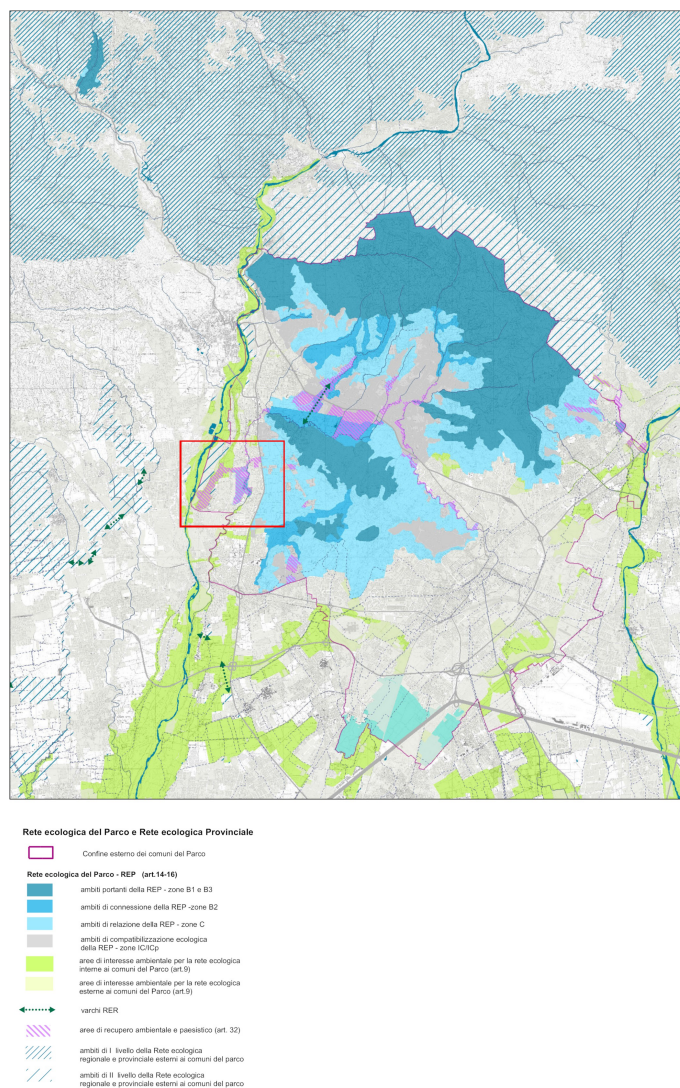 Rete ecologica del Parco e Rete ecologica Provinciale
Confine esterno dei comuni del Parco
Rete ecologica del Parco - REP (art.14-16)
ambiti portanti della REP - zone B1 e B3
ambiti di connessione della REP -zone B2
ambiti di relazione della REP - zone C
ambiti di compatibilizzazione ecologica
della REP - zone IC/ICp
aree di interesse ambientale per la rete ecologica
interne ai comuni del Parco (art.9)
aree di interesse ambientale per la rete ecologica
esterne ai comuni del Parco (art.9)
varchi RER
aree di recupero ambientale e paesistico (art. 32)
ambiti di I livello della Rete ecologica
regionale e provinciale esterni ai comuni del parco
ambiti di II livello della Rete ecologica
regionale e provinciale esterni ai comuni del parco